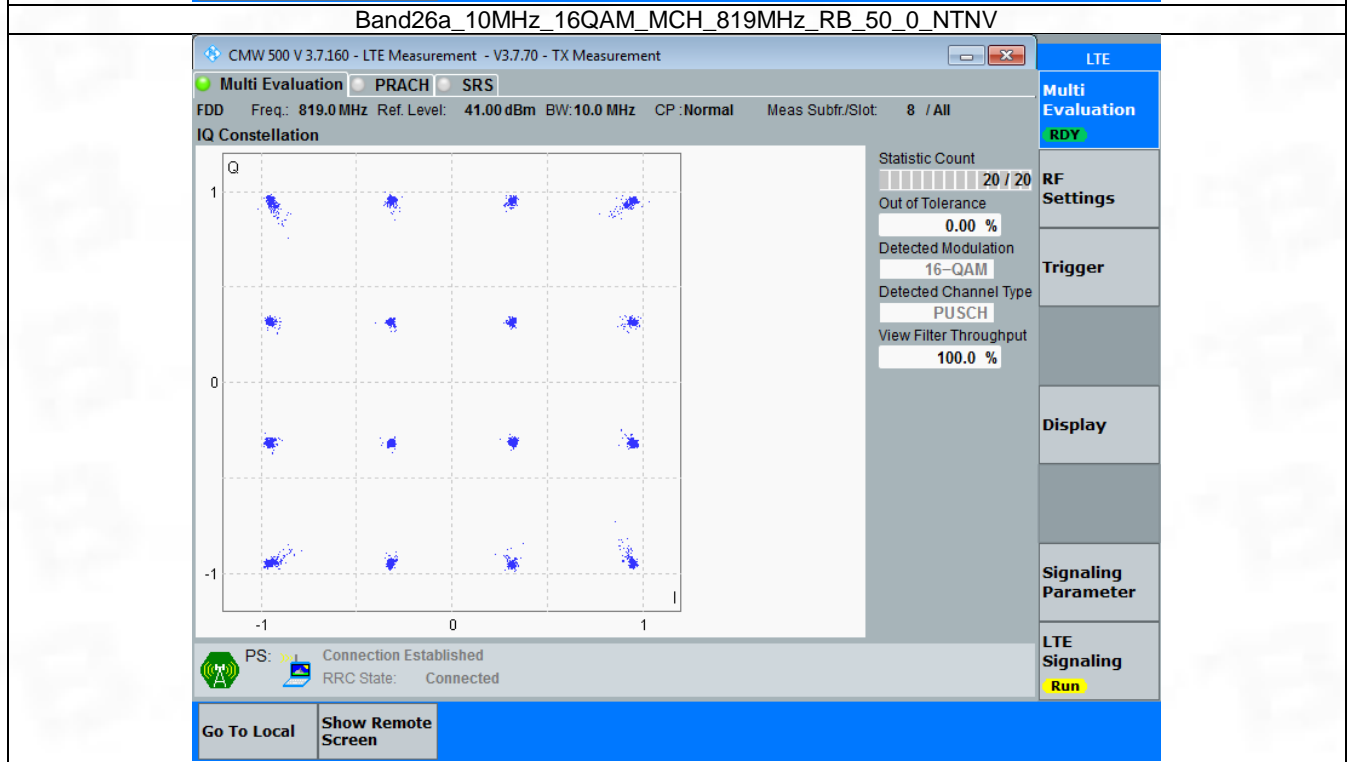 Band26a_10MHz_16QAM_MCH_819MHz_RB_50_0_NTNV
CMW 500 V 3.7.160 - LTE Measurement - V3.7.70 - TX Measurement
LTE
Multi Evaluation PRACH SRS
FDD Freq.: 819.0 MHz Ref. Level: 41.00 dBm BW: 10.0 MHz CP : Normal Meas Subfr./Slot: 8 / All
IQ Constellation
Q
1
0
-1
I
-1 0 1
Statistic Count
20 / 20
Out of Tolerance
0.00 %
Detected Modulation
16-QAM
Detected Channel Type
PUSCH
View Filter Throughput
100.0 %
Multi
Evaluation
RDY
RF
Settings
Trigger
Display
Signaling
Parameter
LTE
Signaling
Run
PS: Connection Established
RRC State: Connected
Go To Local
Show Remote
Screen